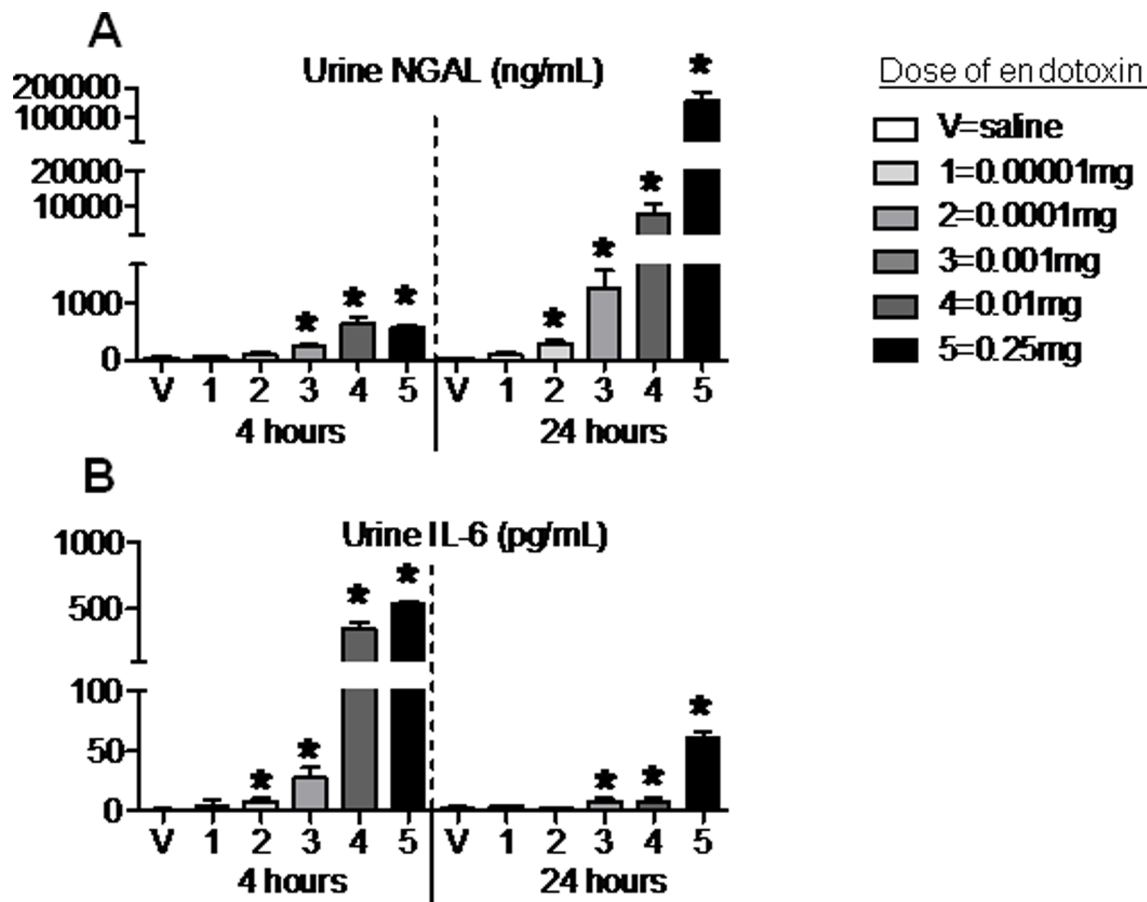 A
Urine NGAL (ng/mL)
200000
100000
20000
10000
1000
0
* * * * * * *
V 1 2 3 4 5 V 1 2 3 4 5
4 hours 24 hours
Dose of endotoxin
V=saline
1=0.00001mg
2=0.0001mg
3=0.001mg
4=0.01mg
5=0.25mg
B
Urine IL-6 (pg/mL)
1000
500
100
50
0
* * * * * * *
V 1 2 3 4 5 V 1 2 3 4 5
4 hours 24 hours